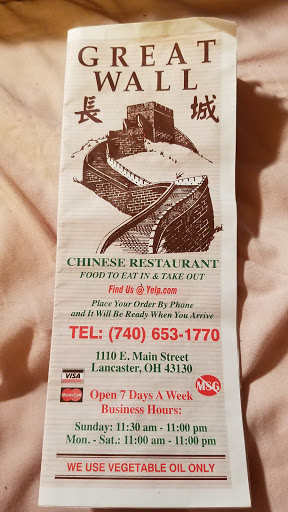 GREAT
WALL
長 城
CHINESE RESTAURANT
FOOD TO EAT IN & TAKE OUT
Find Us @ Yelp.com
Place Your Order By Phone
and It Will Be Ready When You Arrive
TEL: (740) 653-1770
1110 E. Main Street
Lancaster, OH 43130
VISA
MasterCard
MSG
Open 7 Days A Week
Business Hours:
Sunday: 11:30 am - 11:00 pm
Mon. - Sat.: 11:00 am - 11:00 pm
WE USE VEGETABLE OIL ONLY